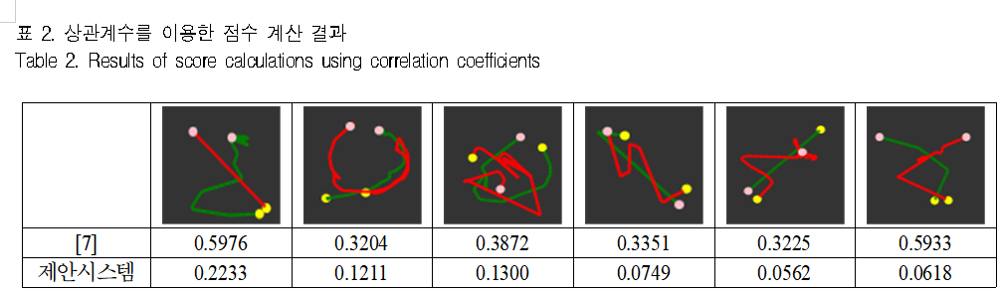 표 2. 상관계수를 이용한 점수 계산 결과
Table 2. Results of score calculations using correlation coefficients
[7] 0.5976 0.3204 0.3872 0.3351 0.3225 0.5933
제안시스템 0.2233 0.1211 0.1300 0.0749 0.0562 0.0618